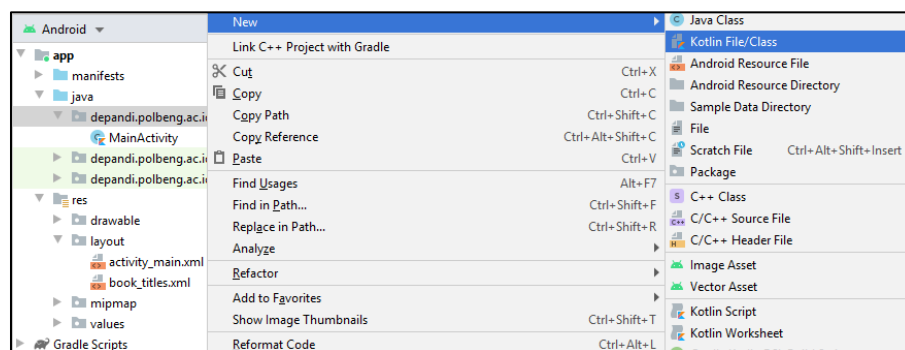 Android
app
manifests
java
depandi.polbeng.ac.i
MainActivity
depandi.polbeng.ac.i
depandi.polbeng.ac.i
res
drawable
layout
activity_main.xml
book_titles.xml
mipmap
values
Gradle Scripts
New
Link C++ Project with Gradle
Cut Ctrl+X
Copy Ctrl+C
Copy Path Ctrl+Shift+C
Copy Reference Ctrl+Alt+Shift+C
Paste Ctrl+V
Find Usages Alt+F7
Find in Path... Ctrl+Shift+F
Replace in Path... Ctrl+Shift+R
Analyze
Refactor
Add to Favorites
Show Image Thumbnails Ctrl+Shift+T
Reformat Code Ctrl+Alt+L
Java Class
Kotlin File/Class
Android Resource File
Android Resource Directory
Sample Data Directory
File
Scratch File Ctrl+Alt+Shift+Insert
Package
C++ Class
C/C++ Source File
C/C++ Header File
Image Asset
Vector Asset
Kotlin Script
Kotlin Worksheet